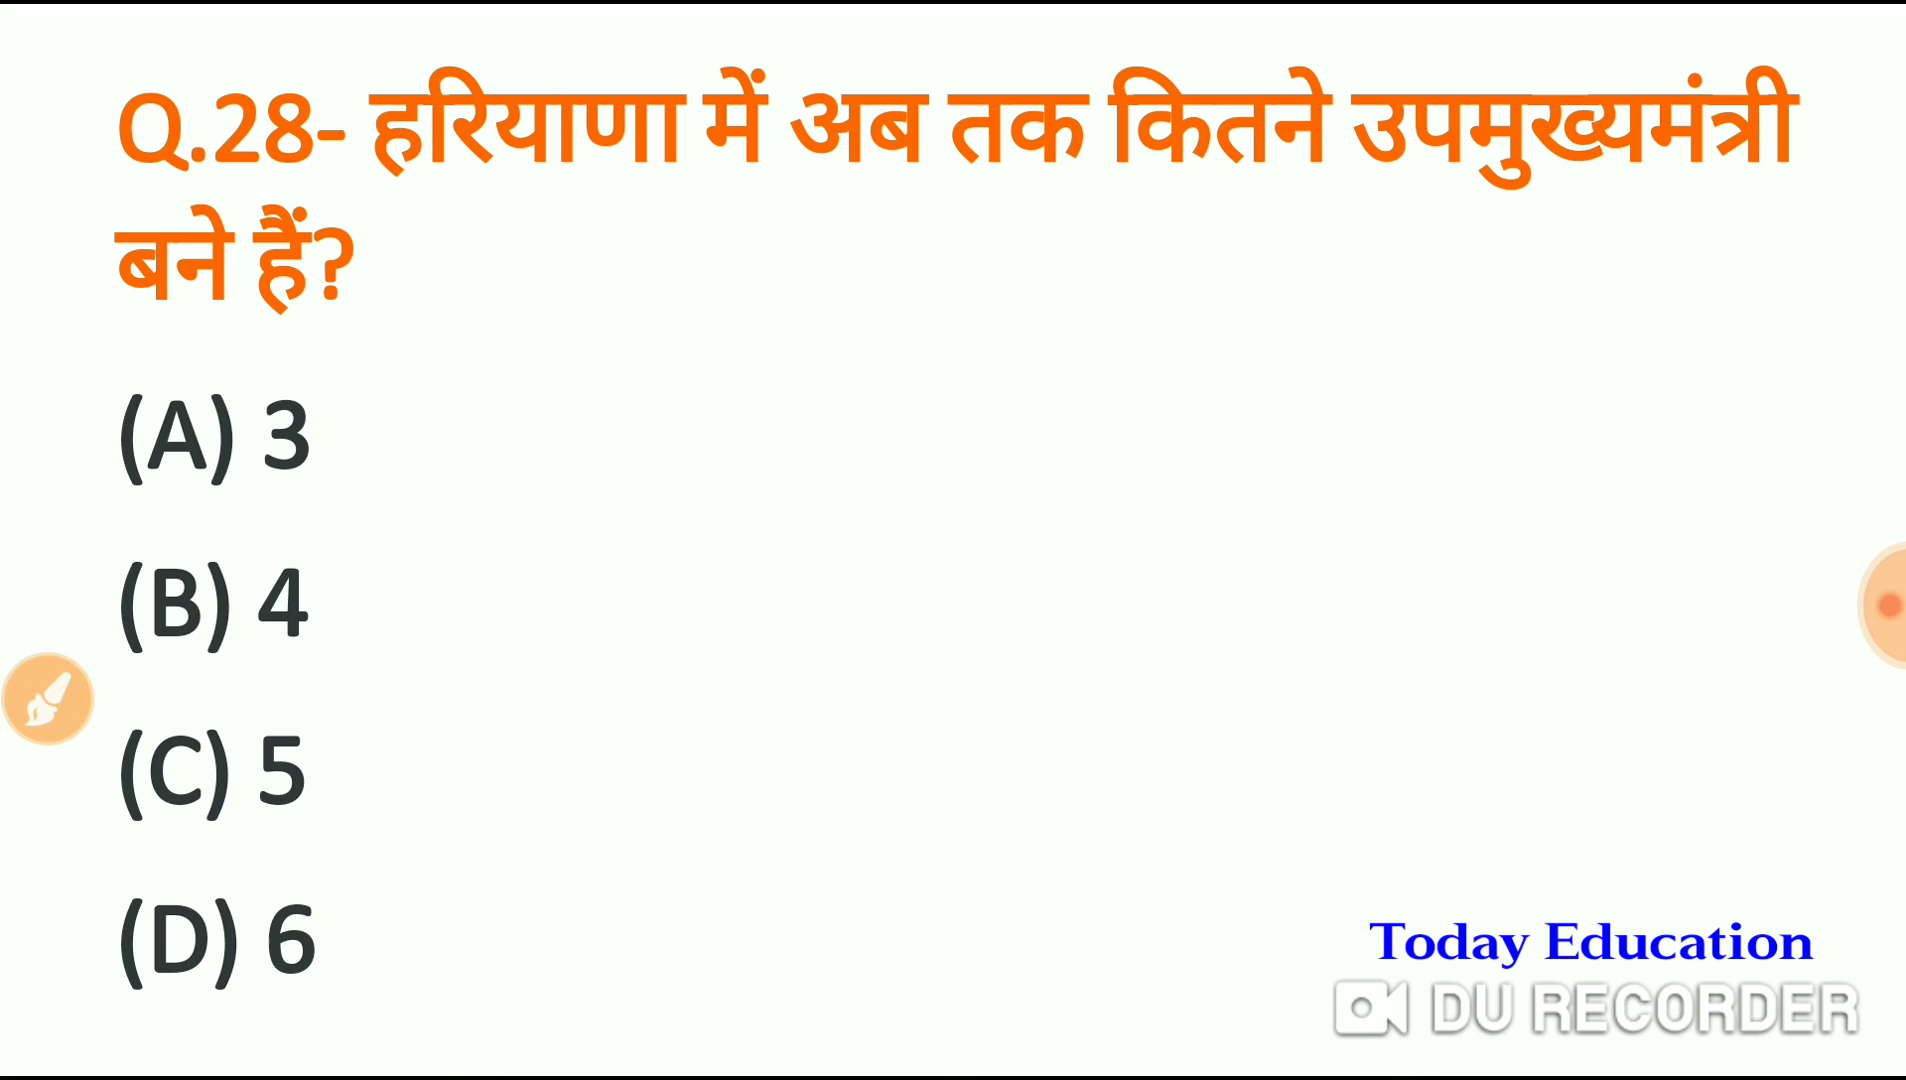 Q.28- हरियाणा में अब तक कितने उपमुख्यमंत्री
बने हैं?
(A) 3
(B) 4
(C) 5
(D) 6
Today Education
DU RECORDER